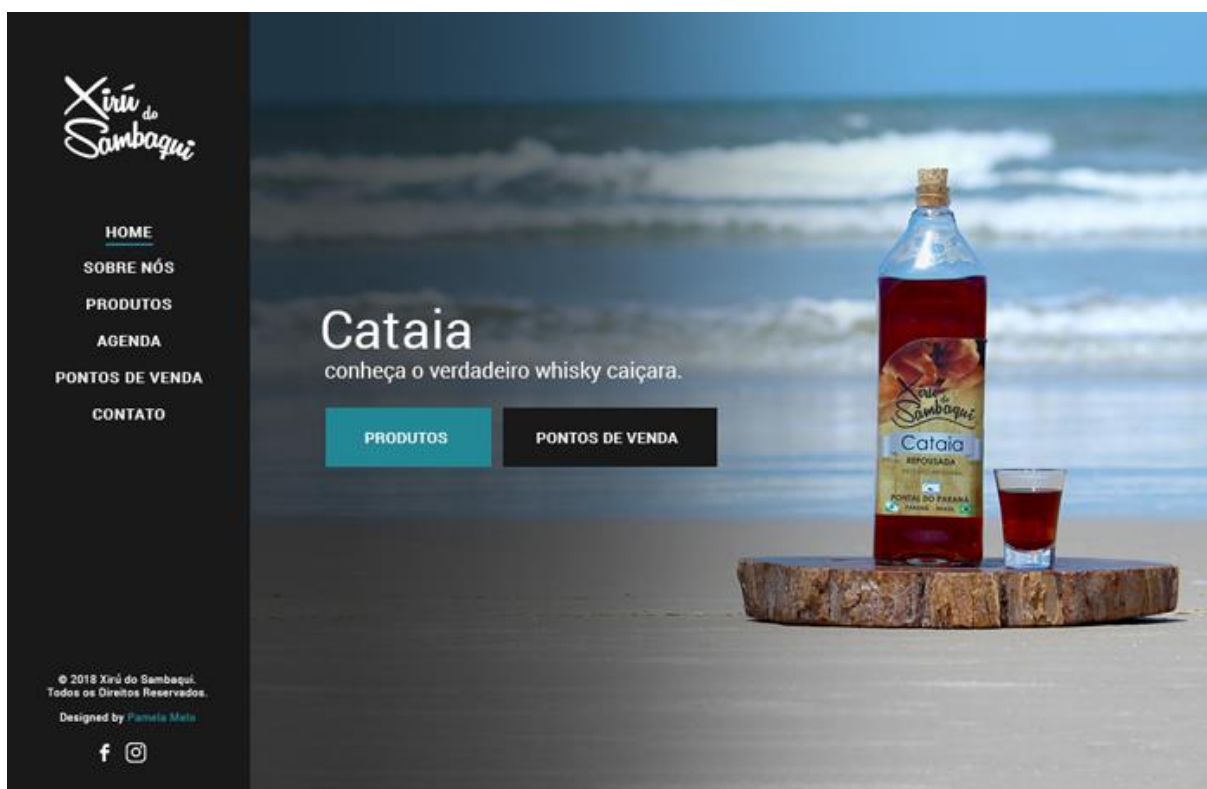 Xirú do
Sambaqui
HOME
SOBRE NÓS
PRODUTOS
AGENDA
PONTOS DE VENDA
CONTATO
© 2018 Xirú do Sambaqui.
Todos os Direitos Reservados.
Designed by Pamela Melo
Cataia
conheça o verdadeiro whisky caiçara.
PRODUTOS
PONTOS DE VENDA
Xirú do
Sambaqui
Cataia
REPOUSADA
PONTAL DO PARANÁ
PARANÁ - BRASIL